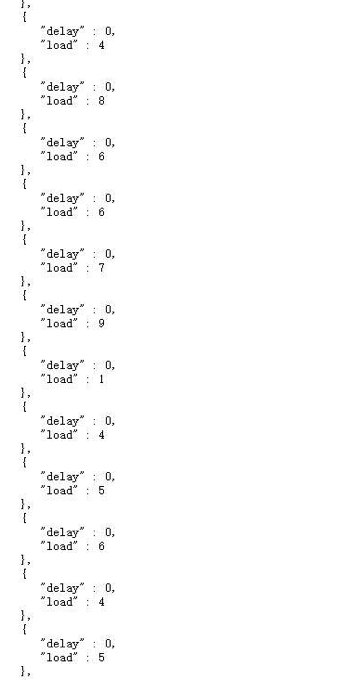 },
{
"delay" : 0,
"load" : 4
},
{
"delay" : 0,
"load" : 8
},
{
"delay" : 0,
"load" : 6
},
{
"delay" : 0,
"load" : 6
},
{
"delay" : 0,
"load" : 7
},
{
"delay" : 0,
"load" : 9
},
{
"delay" : 0,
"load" : 1
},
{
"delay" : 0,
"load" : 4
},
{
"delay" : 0,
"load" : 5
},
{
"delay" : 0,
"load" : 6
},
{
"delay" : 0,
"load" : 4
},
{
"delay" : 0,
"load" : 5
},